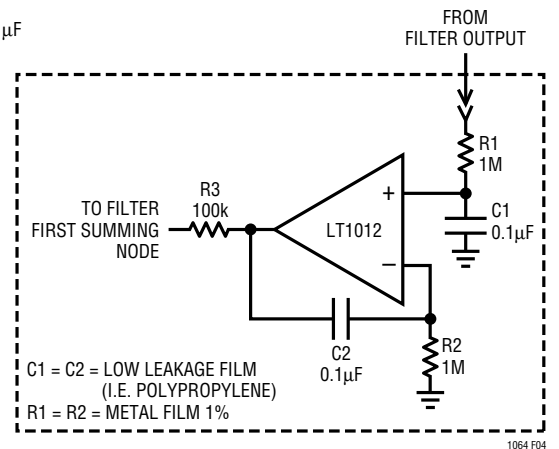 µF
FROM
FILTER OUTPUT
R1
1M
R3
100k
+
C1
0.1µF
TO FILTER
FIRST SUMMING
NODE
LT1012
–
C2
0.1µF
R2
1M
C1 = C2 = LOW LEAKAGE FILM
(I.E. POLYPROPYLENE)
R1 = R2 = METAL FILM 1%
1064 F04